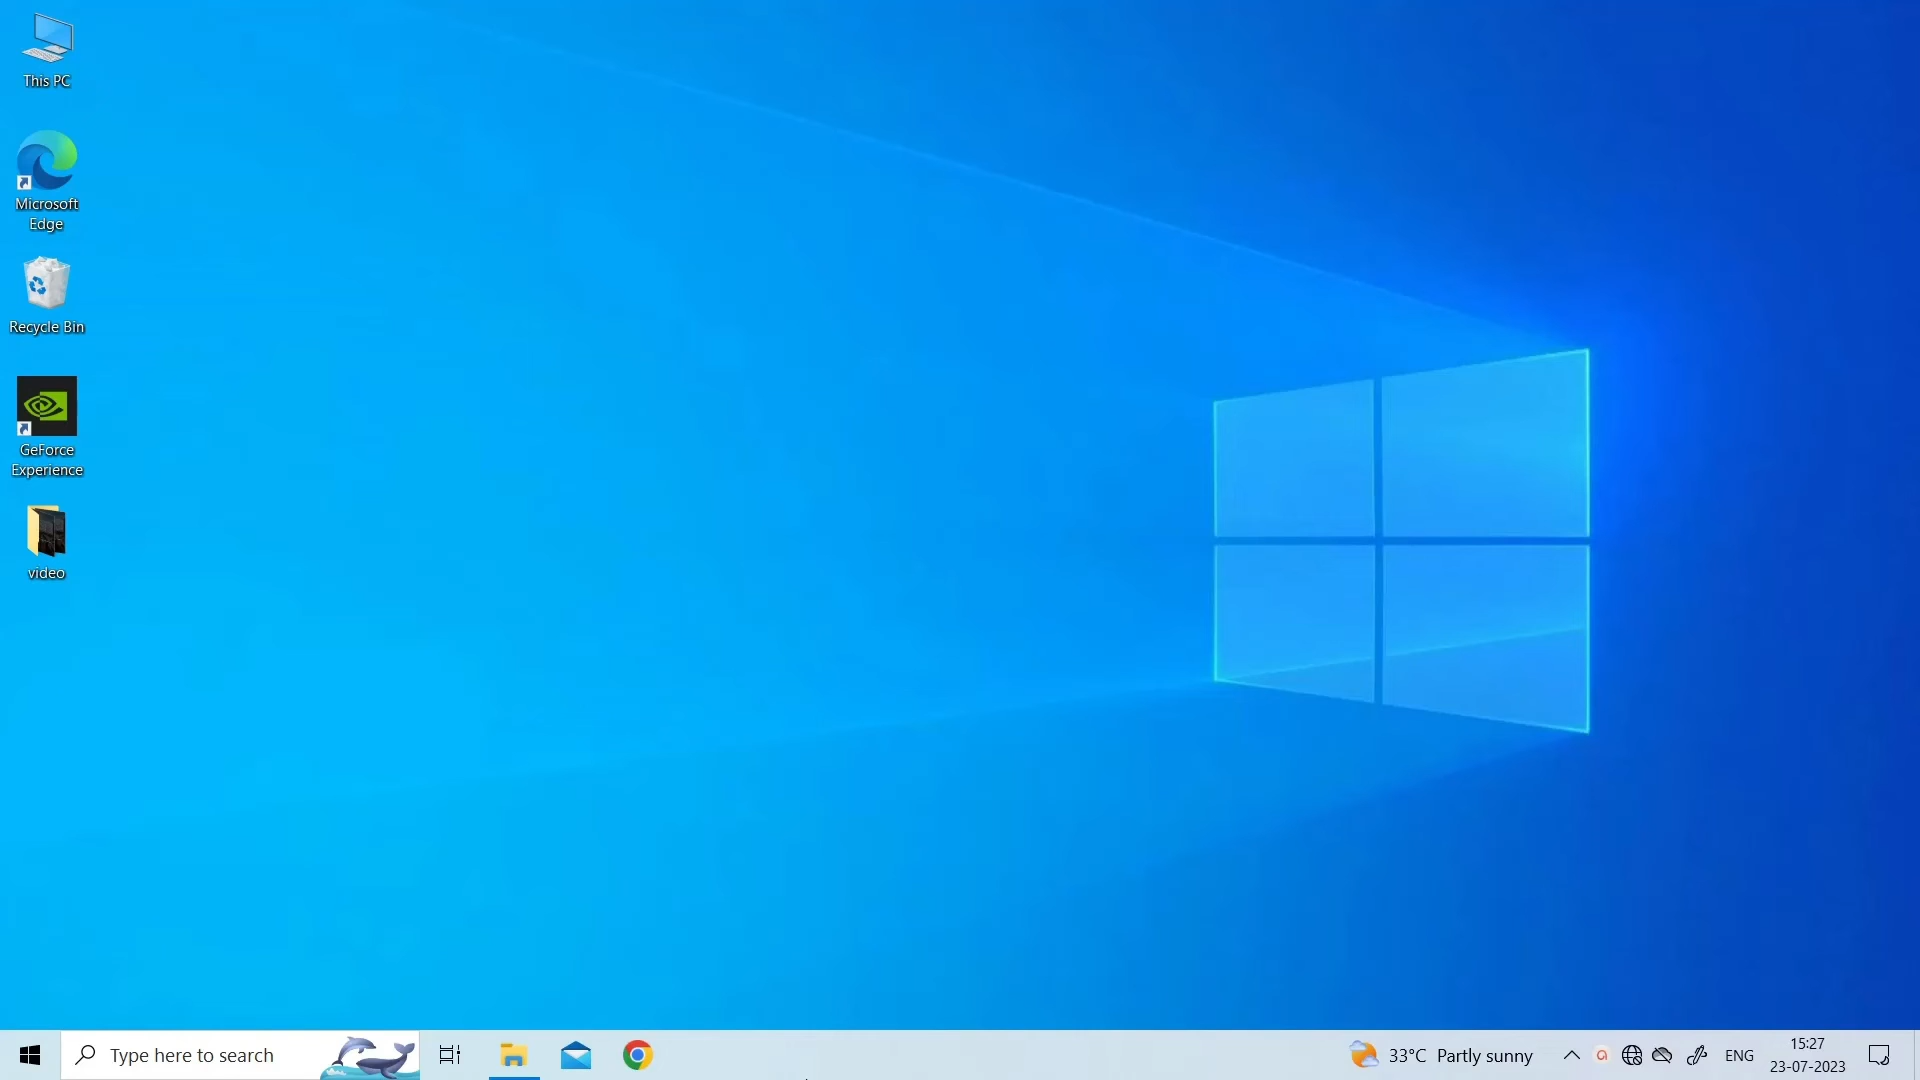 This PC
Microsoft
Edge
Recycle Bin
GeForce
Experience
video
Type here to search
33°C Partly sunny
ENG
15:27
23-07-2023